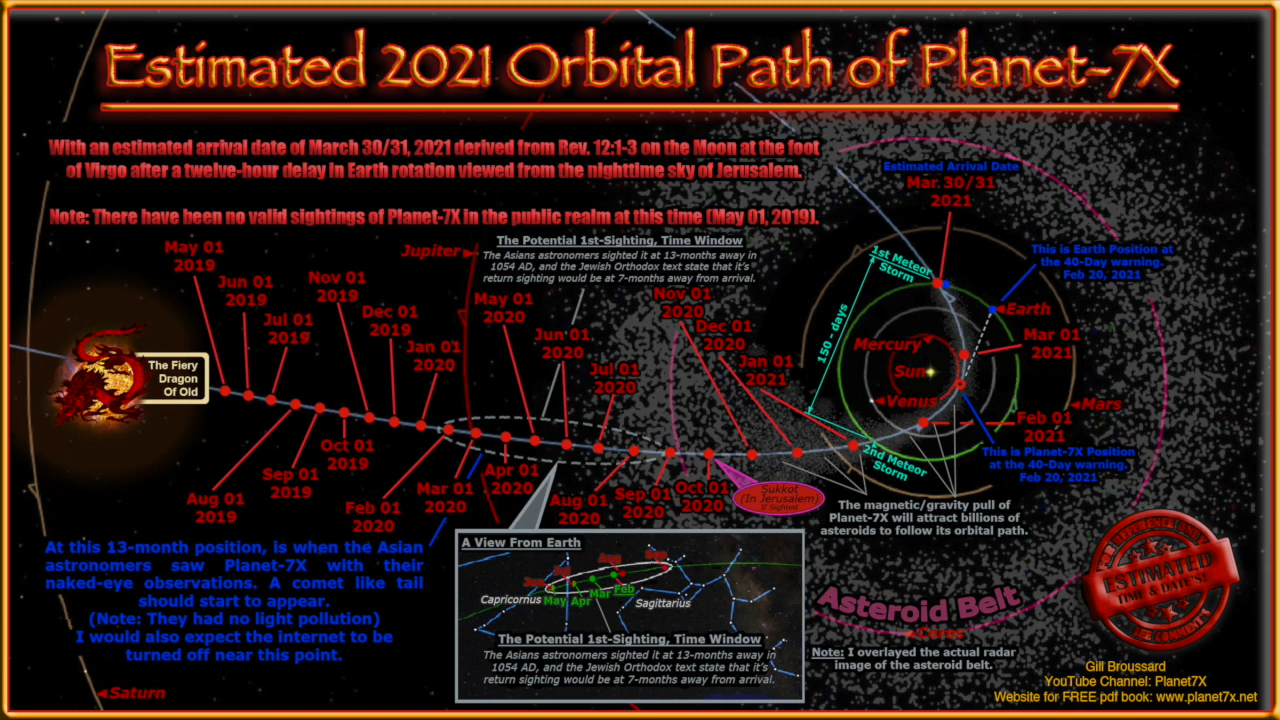 Estimated 2021 Orbital Path of Planet-7X
With an estimated arrival date of March 30/31, 2021 derived from Rev. 12:1-3 on the Moon at the foot
of Virgo after a twelve-hour delay in Earth rotation viewed from the nighttime sky of Jerusalem.
Note: There have been no valid sightings of Planet-7X in the public realm at this time (May 01, 2019).
Estimated Arrival Date
Mar 30/31
2021
Jupiter
The Potential 1st-Sighting, Time Window
The Asians astronomers sighted it at 13-months away in
1054 AD, and the Jewish Orthodox text state that it's
return sighting would be at 7-months away from arrival.
This is Earth Position at
the 40-Day warning.
Feb 20, 2021
1st Meteor
Storm
150 - days
2nd Meteor
Storm
May 01
2019
Jun 01
2019
Jul 01
2019
Nov 01
2019
Dec 01
2019
Jan 01
2020
May 01
2020
Jun 01
2020
Jul 01
2020
Nov 01
2020
Dec 01
2020
Jan 01
2021
Earth
Mar 01
2021
Mercury
Sun
Venus
Mars
Feb 01
2021
The Fiery
Dragon
Of Old
Aug 01
2019
Sep 01
2019
Oct 01
2019
Feb 01
2020
Mar 01
2020
Apr 01
2020
Aug 01
2020
Sep 01
2020
Oct 01
2020
Sukkot
(In Jerusalem)
If Sighted
This is Planet-7X Position
at the 40-Day warning.
Feb 20, 2021
The magnetic/gravity pull of
Planet-7X will attract billions of
asteroids to follow its orbital path.
At this 13-month position, is when the Asian
astronomers saw Planet-7X with their
naked-eye observations. A comet like tail
should start to appear.
(Note: They had no light pollution)
I would also expect the internet to be
turned off near this point.
A View From Earth
Jun
Jul
Aug
Sep
Capricornus
May
Apr
Mar
Feb
Sagittarius
The Potential 1st-Sighting, Time Window
The Asians astronomers sighted it at 13-months away in
1054 AD, and the Jewish Orthodox text state that it's
return sighting would be at 7-months away from arrival.
Asteroid Belt
Ceres
Note: I overlayed the actual radar
image of the asteroid belt.
FOR REFERENCE ONLY
ESTIMATED
TIME & DATE'S!
SEE COMMENTS
Saturn
Gill Broussard
YouTube Channel: Planet7X
Website for FREE pdf book: www.planet7x.net